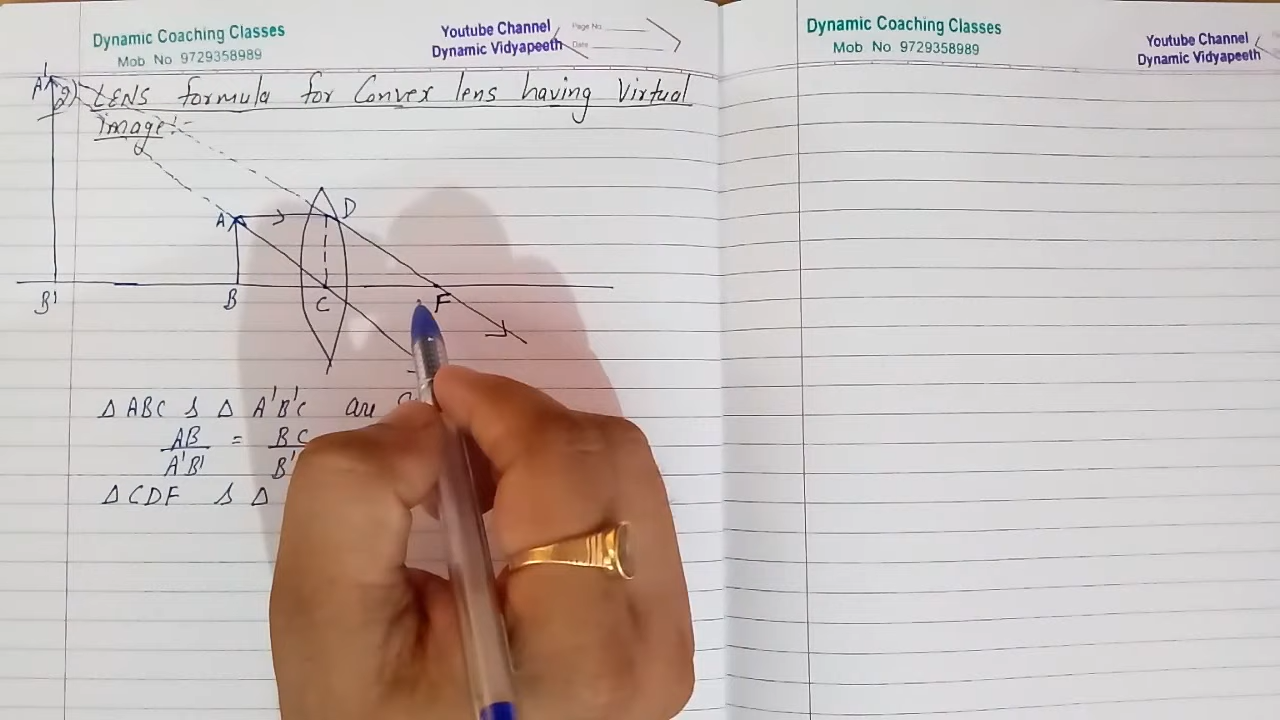 Dynamic Coaching Classes
Mob No 9729358989
Youtube Channel
Dynamic Vidyapeeth
Page No
Date
A'
2) LENS formula for Convex lens having Virtual
image:-
A
D
B'
B
C
F
Δ ABC & Δ A'B'C are
AB = BC
A'B' B'
Δ CDF & Δ
Dynamic Coaching Classes
Mob No 9729358989
Youtube Channel
Dynamic Vidyapeeth